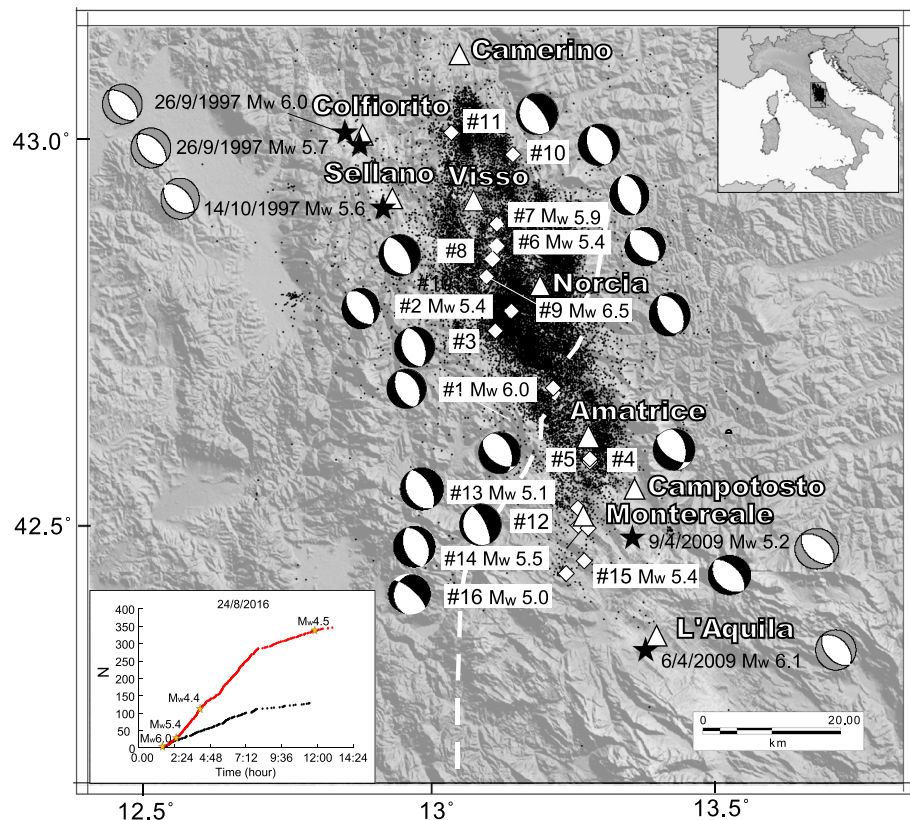 Camerino
26/9/1997 Mw 6.0
Colfiorito
#11
43.0°
26/9/1997 Mw 5.7
#10
Sellano
Visso
14/10/1997 Mw 5.6
#7 Mw 5.9
#6 Mw 5.4
#8
Norcia
#2 Mw 5.4
#9 Mw 6.5
#3
#1 Mw 6.0
Amatrice
#5
#4
Campotosto
#13 Mw 5.1
#12
Montereale
42.5°
9/4/2009 Mw 5.2
#14 Mw 5.5
#15 Mw 5.4
#16 Mw 5.0
L'Aquila
6/4/2009 Mw 6.1
24/8/2016
400
350
300
250
200
150
100
50
0
N
Mw4.5
Mw4.4
Mw5.4
Mw6.0
0:00 2:24 4:48 7:12 9:36 12:00 14:24
Time (hour)
0 20.00
km
12.5° 13° 13.5°